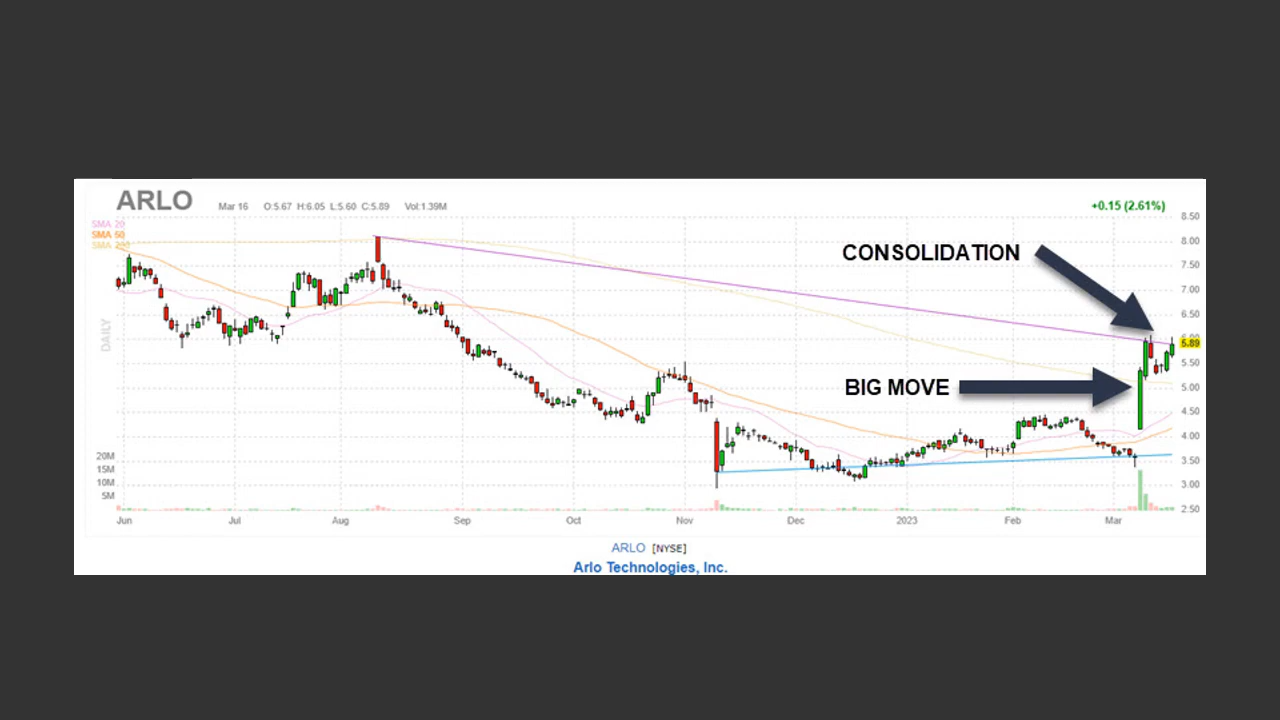 ARLO Mar 16 O:5.67 H:6.05 L:5.60 C:5.89 Vol:1.39M +0.15 (2.61%)
SMA 20
SMA 50
SMA 200
DAILY
CONSOLIDATION
BIG MOVE
8.50
8.00
7.50
7.00
6.50
6.00
5.89
5.50
5.00
4.50
4.00
3.50
3.00
2.50
20M
15M
10M
5M
Jun Jul Aug Sep Oct Nov Dec 2023 Feb Mar
ARLO [NYSE]
Arlo Technologies, Inc.